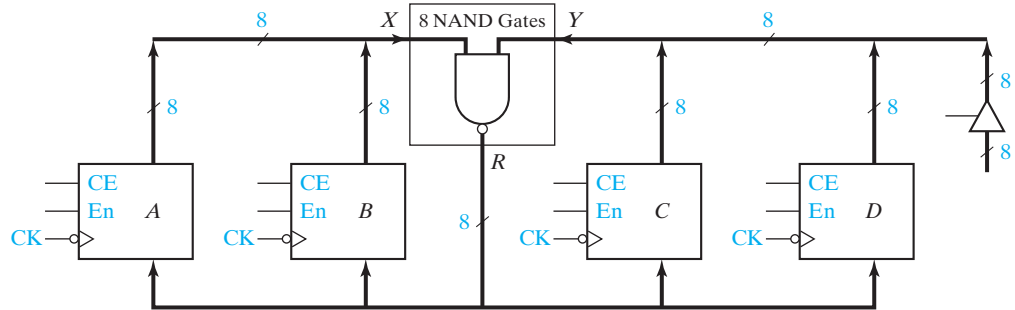 8 X 8 NAND Gates Y 8
8 8 8 8 8
8
R
CE CE CE CE
En A En B 8 En C En D
CK CK CK CK